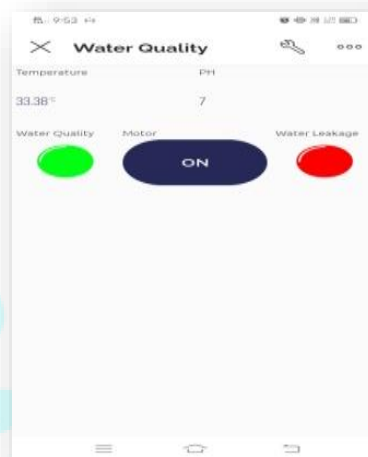 9:53
Water Quality
Temperature PH
33.38°C 7
Water Quality Motor Water Leakage
ON